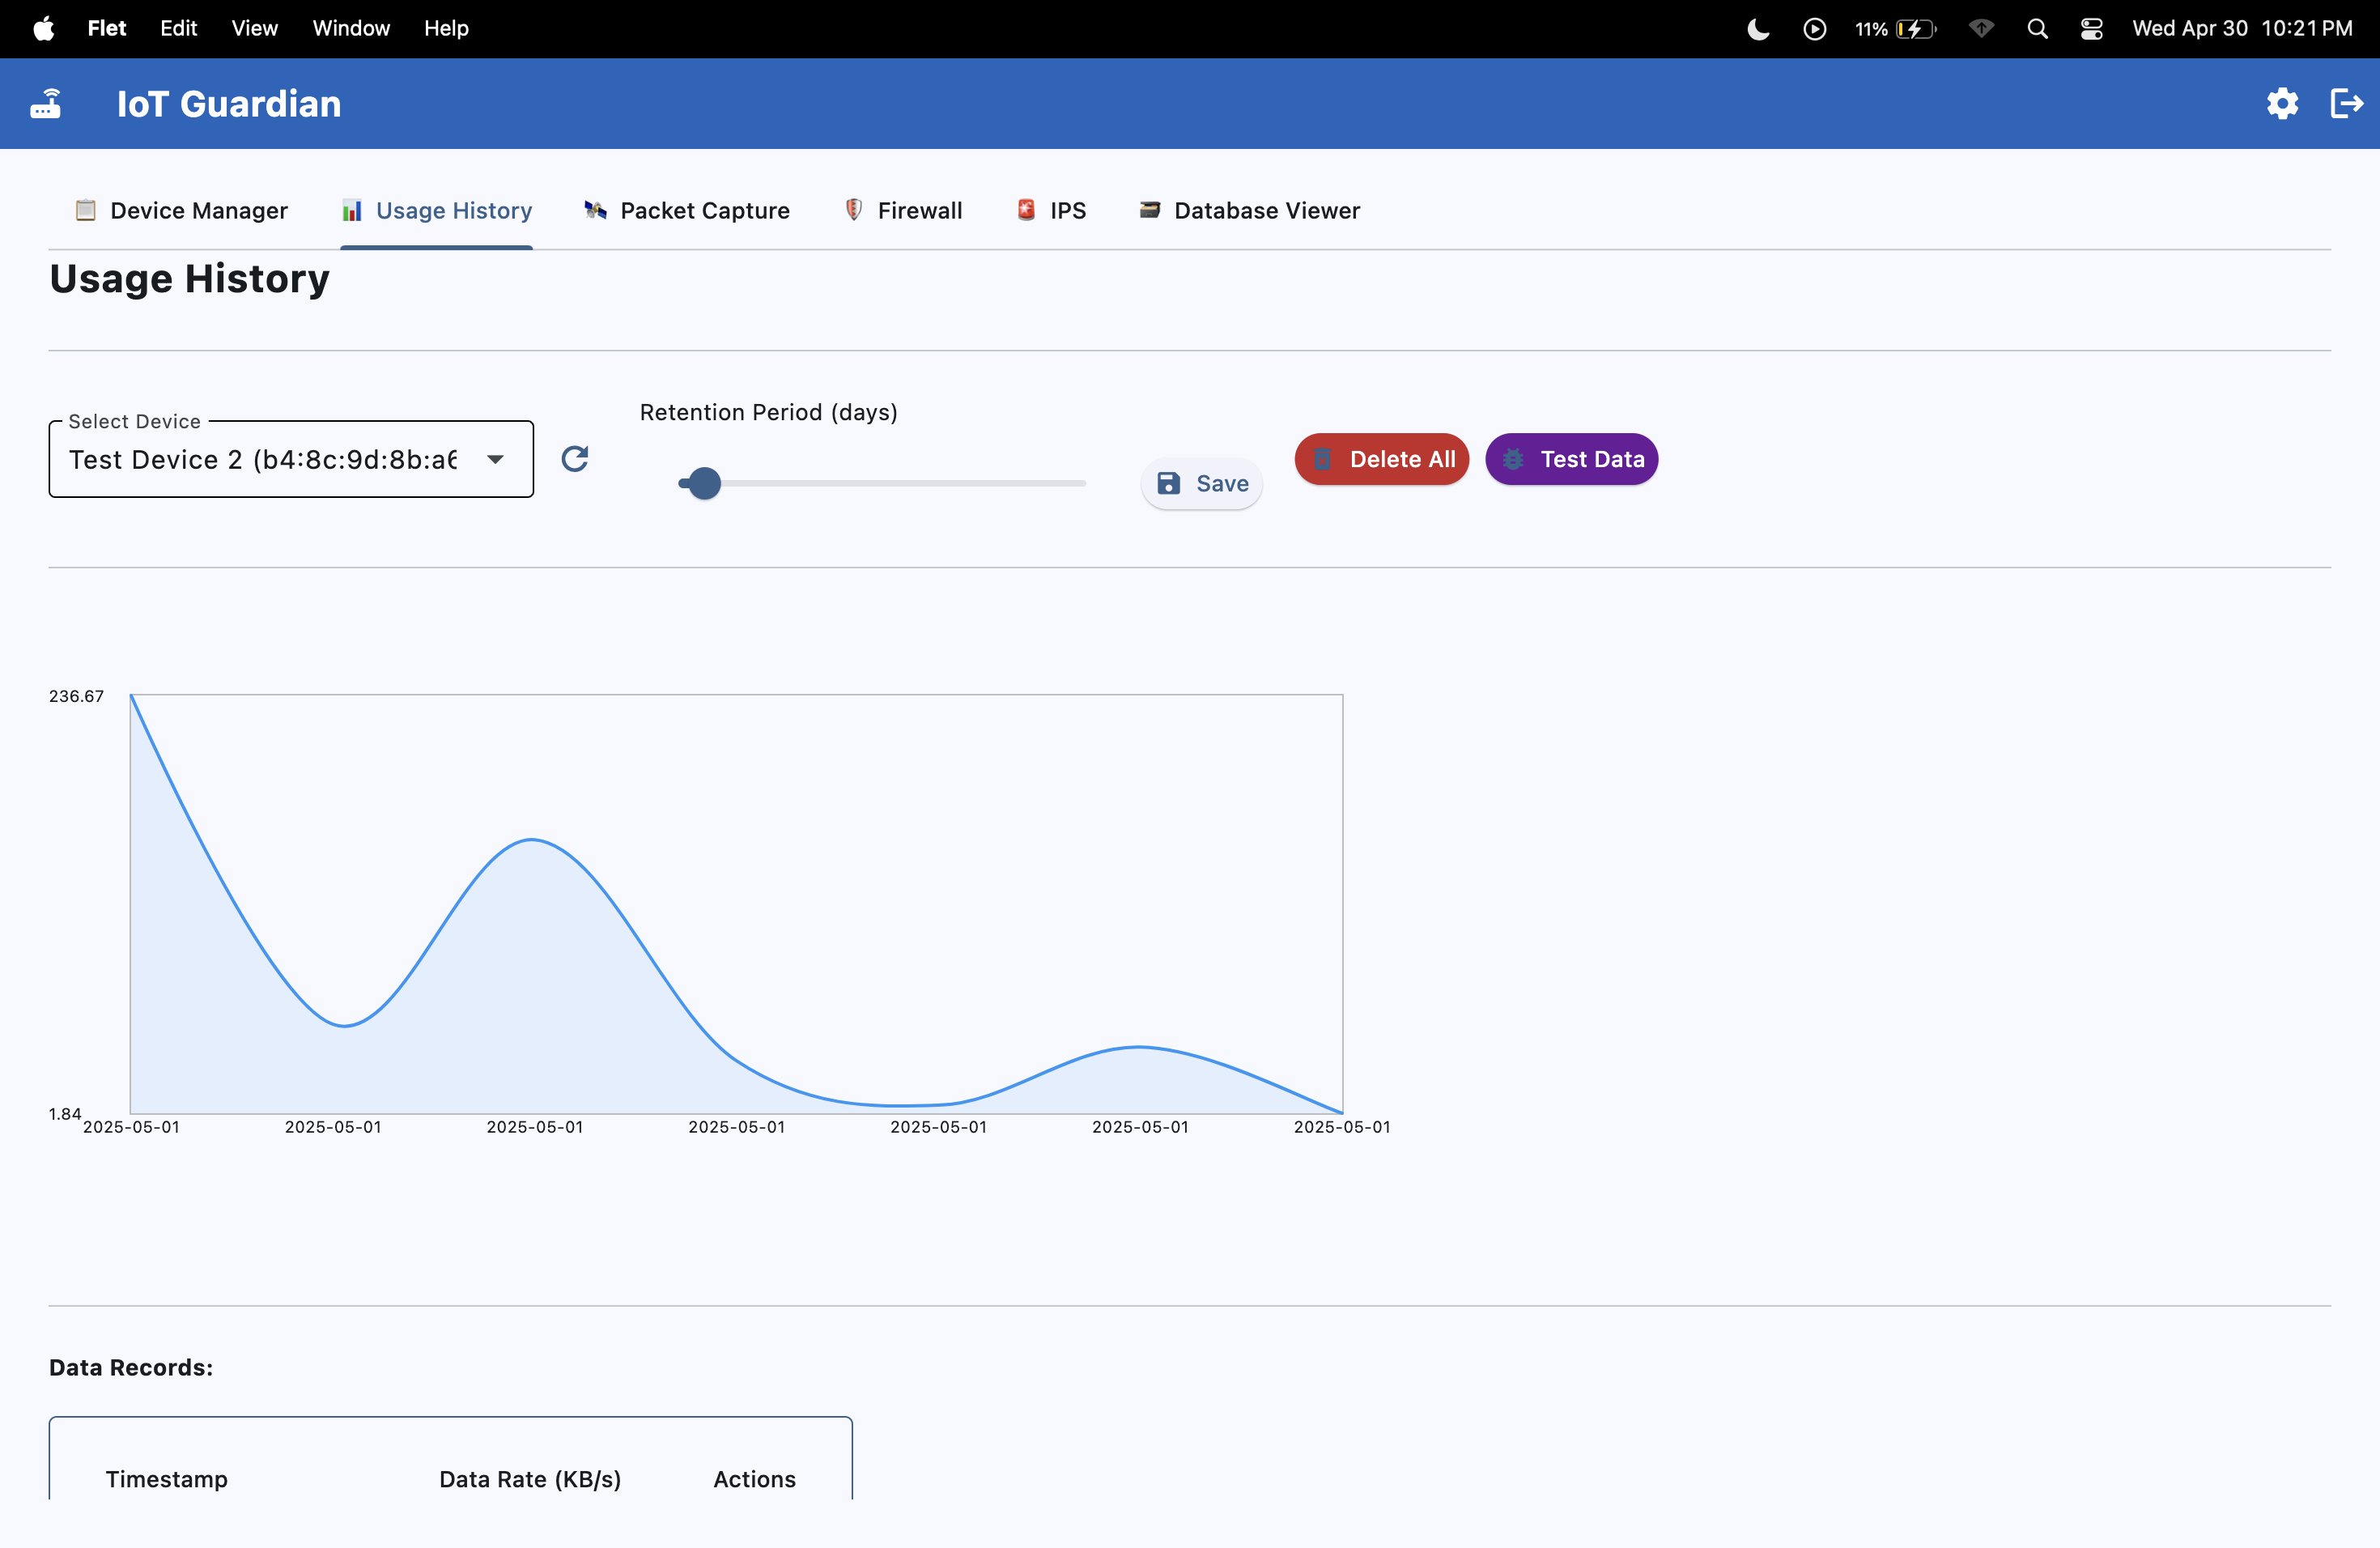 Flet Edit View Window Help 11% Wed Apr 30 10:21 PM
IoT Guardian
Device Manager Usage History Packet Capture Firewall IPS Database Viewer
Usage History
Retention Period (days)
Select Device
Test Device 2 (b4:8c:9d:8b:a6
Save
Delete All
Test Data
236.67
1.84
2025-05-01 2025-05-01 2025-05-01 2025-05-01 2025-05-01 2025-05-01 2025-05-01
Data Records:
Timestamp Data Rate (KB/s) Actions